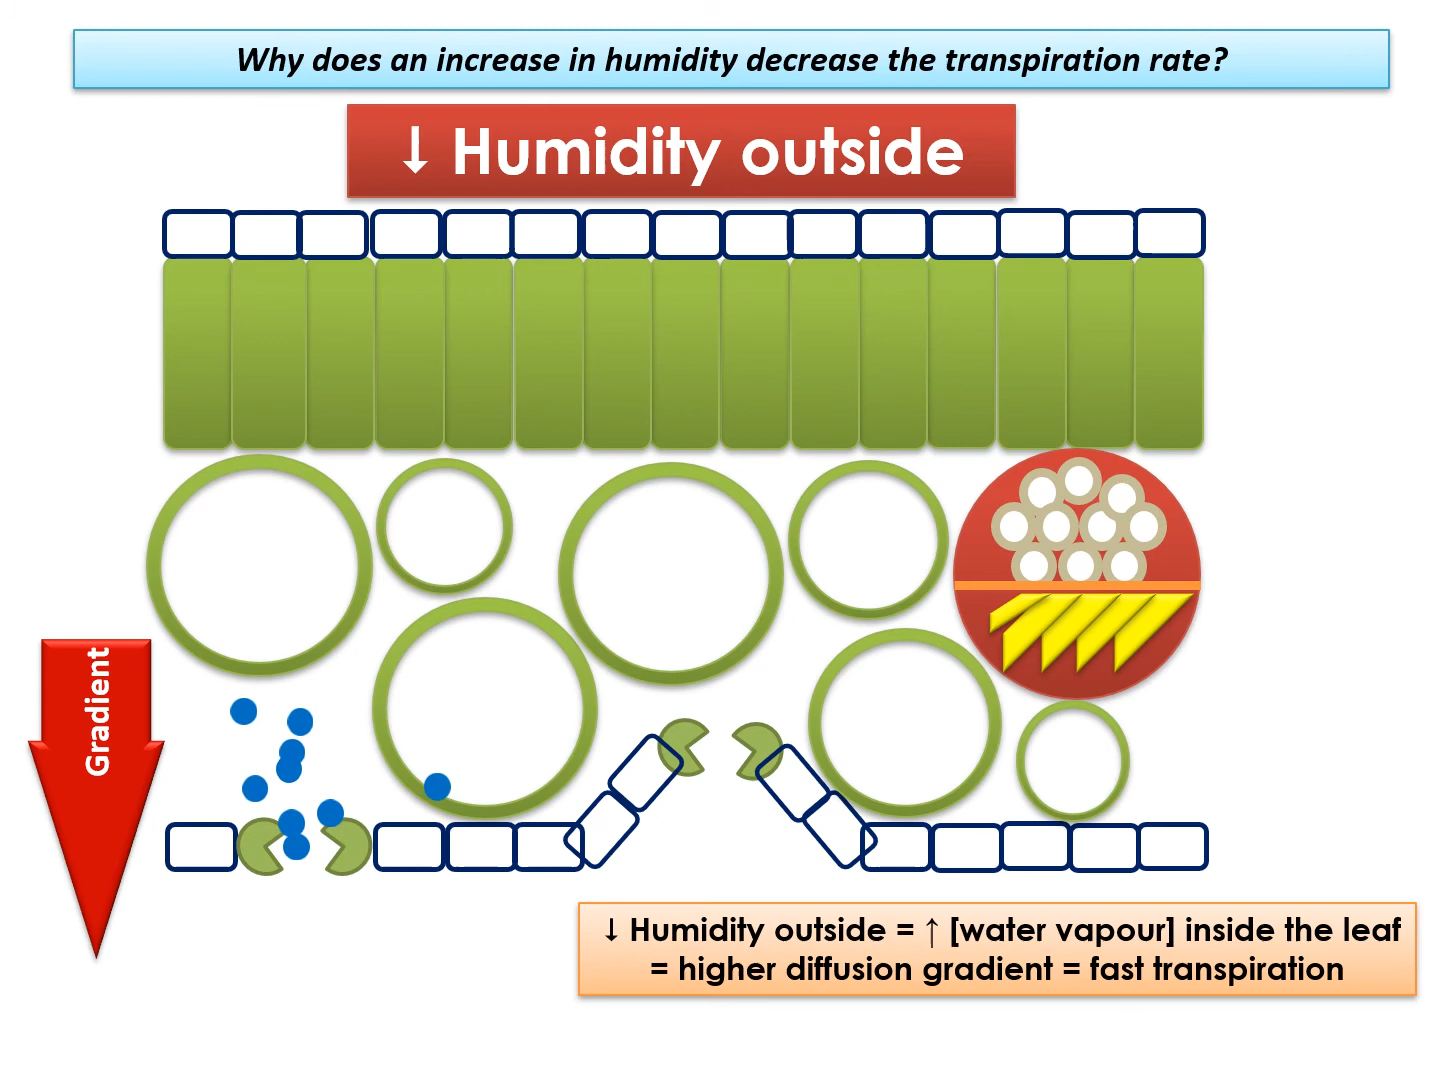 Why does an increase in humidity decrease the transpiration rate?
↓ Humidity outside
Gradient
↓ Humidity outside = ↑ [water vapour] inside the leaf
= higher diffusion gradient = fast transpiration